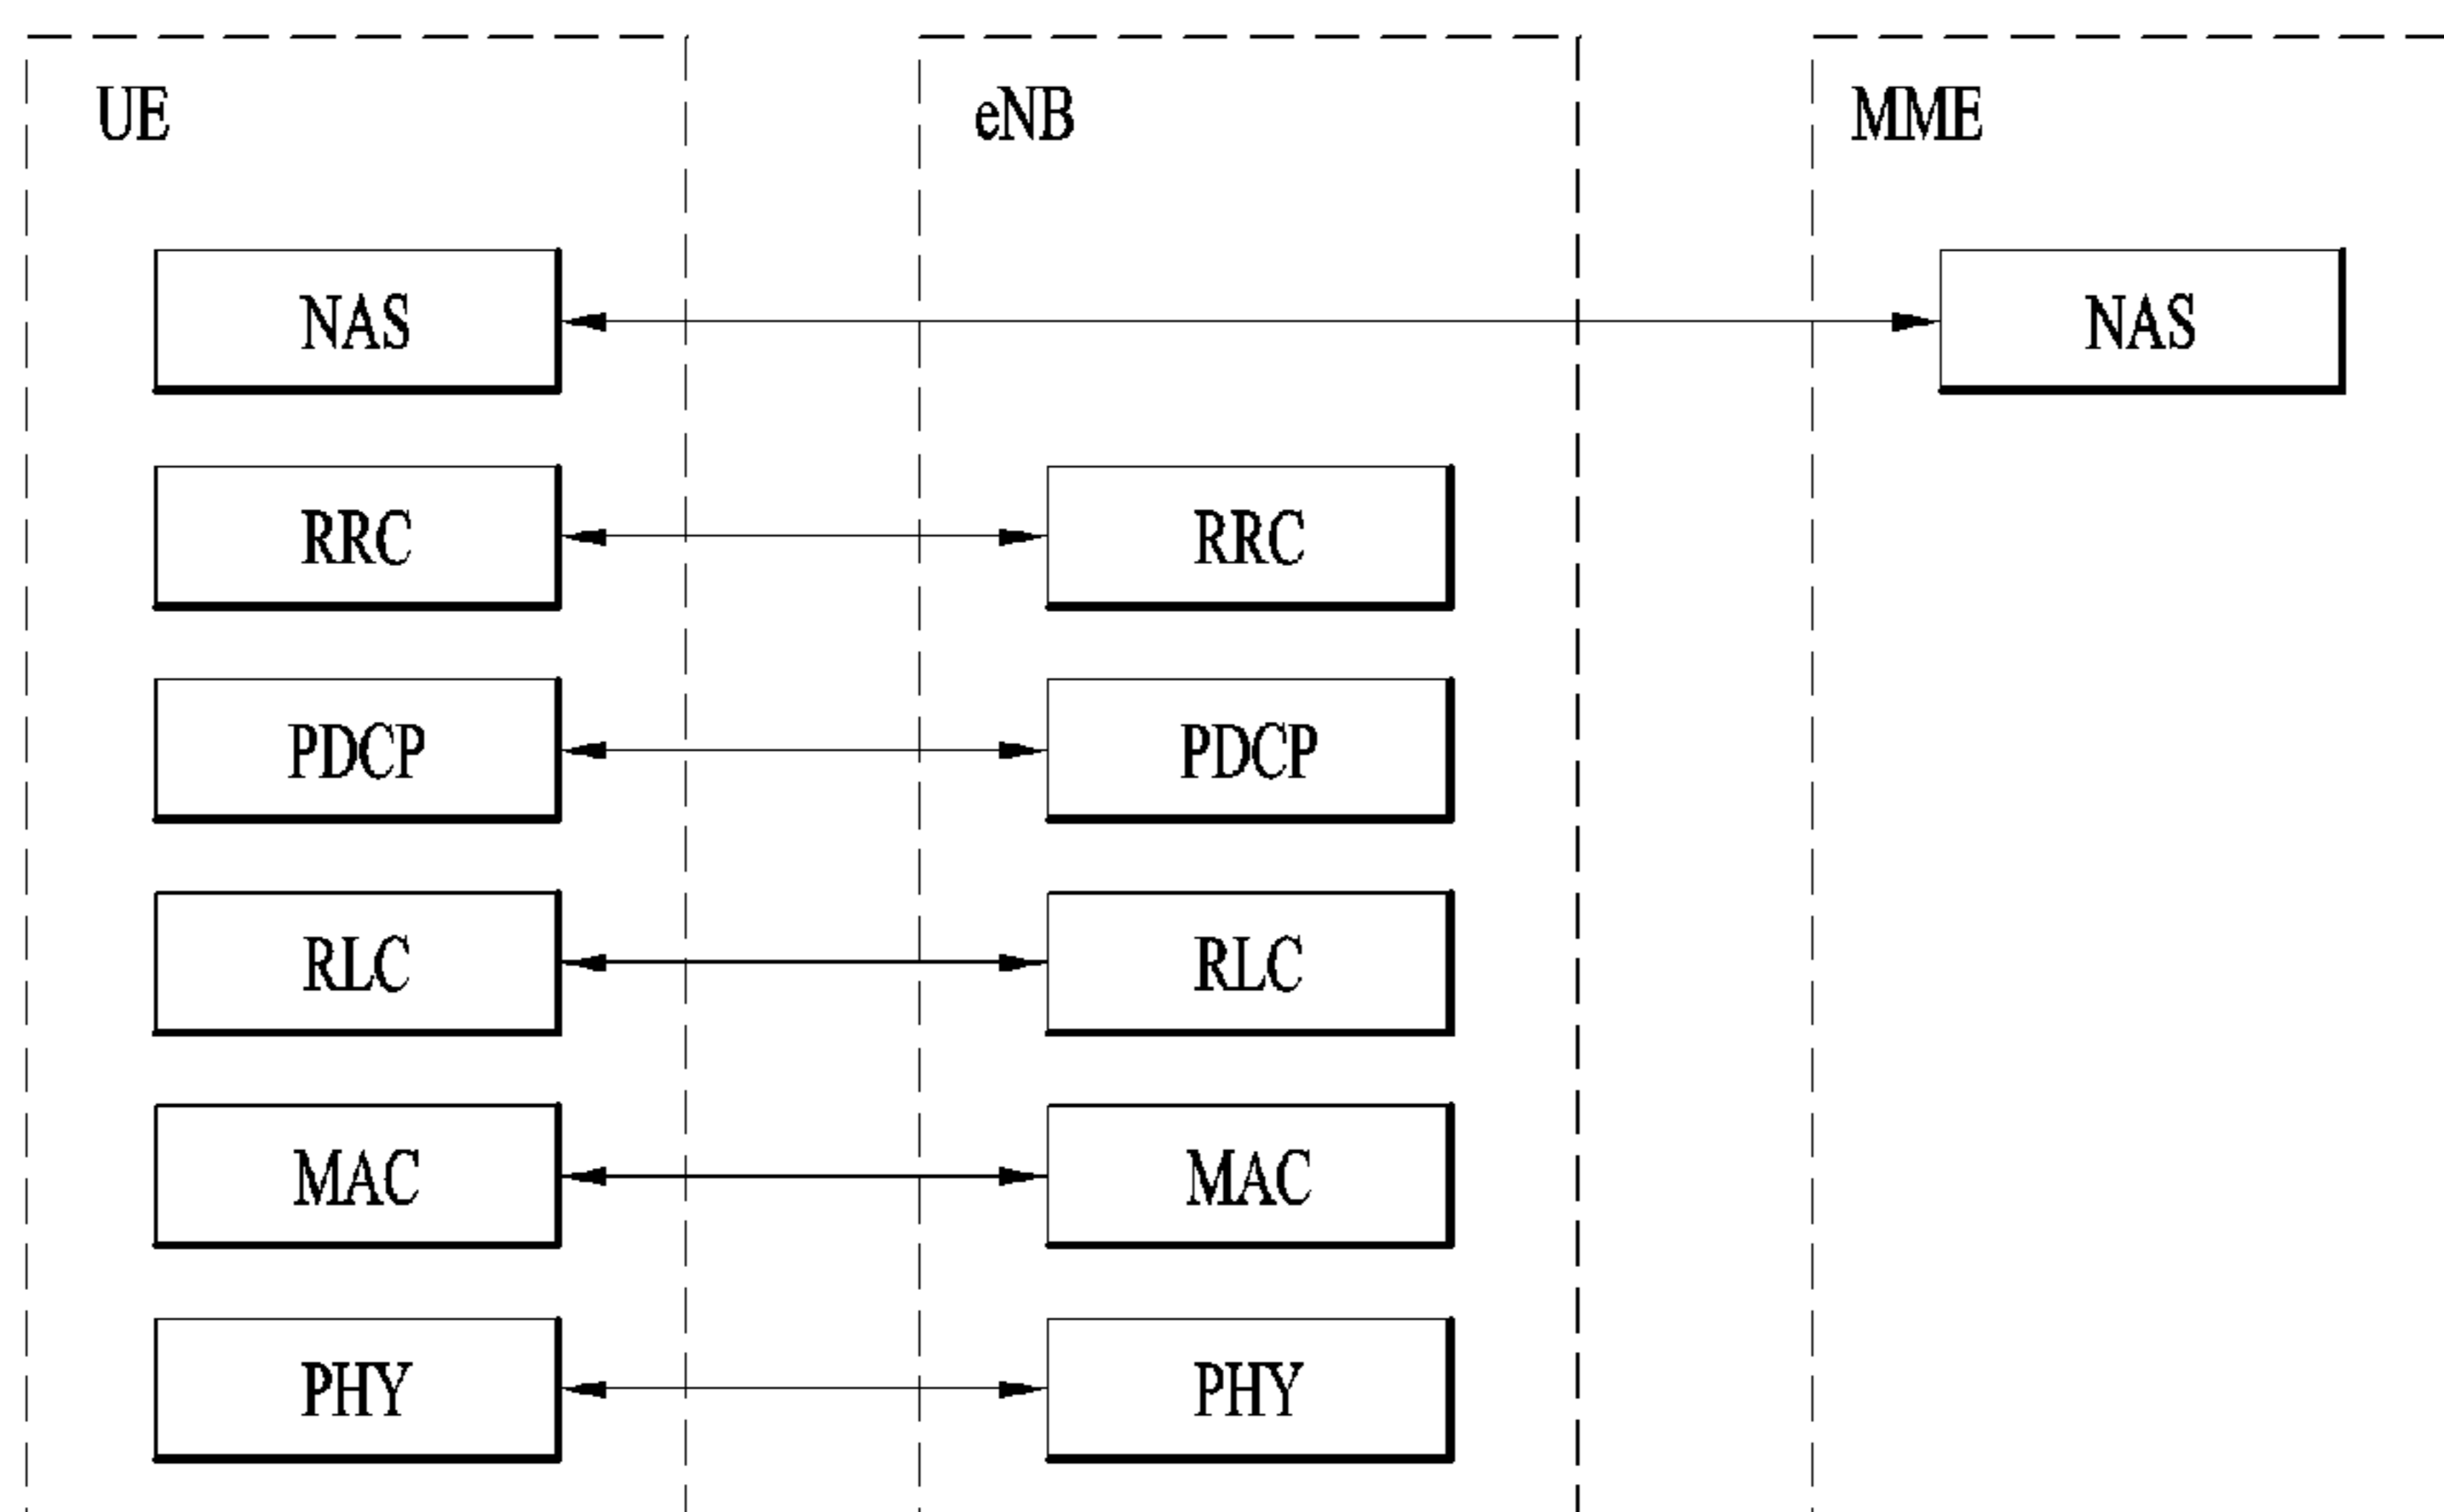 UE eNB MME
NAS NAS
RRC RRC
PDCP PDCP
RLC RLC
MAC MAC
PHY PHY